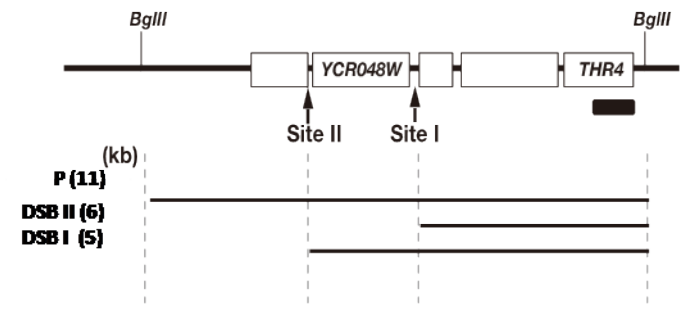 BglII BglII
YCR048W THR4
Site II Site I
(kb)
P (11)
DSB II (6)
DSB I (5)